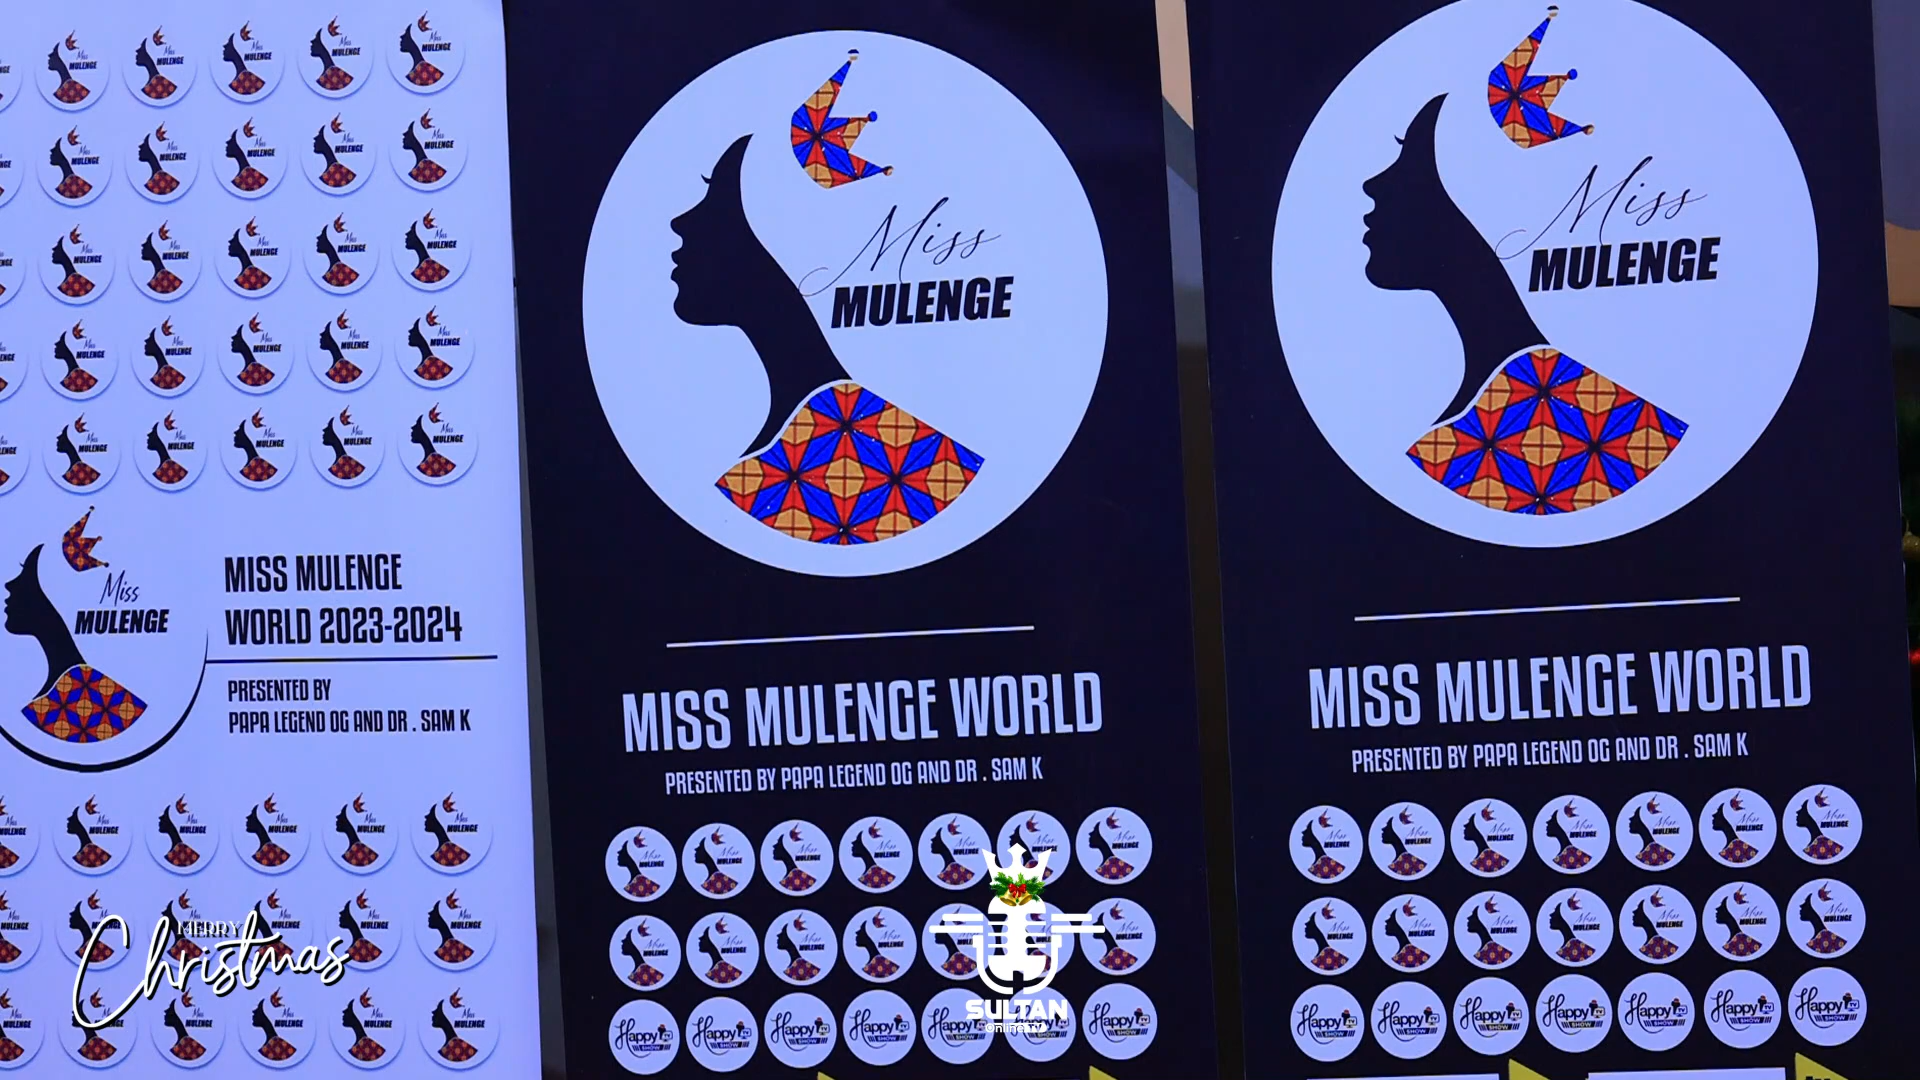 Miss
MULENGE
MISS MULENGE
WORLD 2023-2024
PRESENTED BY
PAPA LEGEND OG AND DR . SAM K
Miss
MULENGE
MISS MULENGE WORLD
PRESENTED BY PAPA LEGEND OG AND DR . SAM K
Happy
SHOW
Miss
MULENGE
MISS MULENGE WORLD
PRESENTED BY PAPA LEGEND OG AND DR . SAM K
Happy
SHOW
MERRY
Christmas
SULTAN